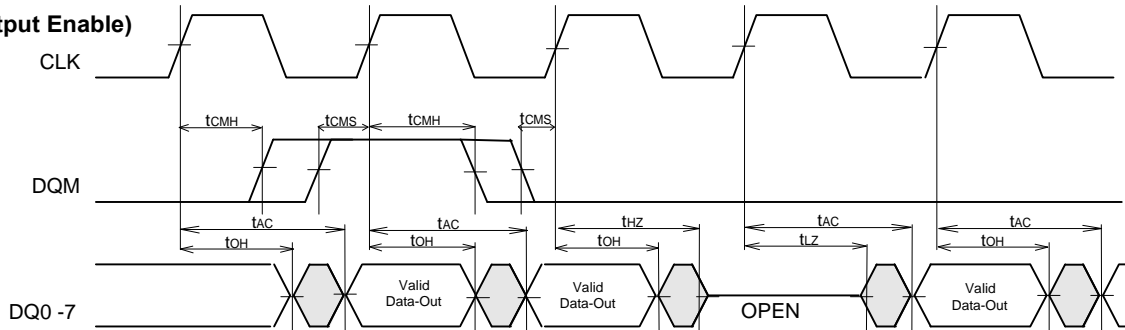 tput Enable)
CLK
tCMH tCMS tCMH tCMS
DQM
tAC tAC tHZ tAC tAC
tOH tOH tOH tLZ tOH
Valid Data-Out
Valid Data-Out
Valid Data-Out
OPEN
DQ0 -7